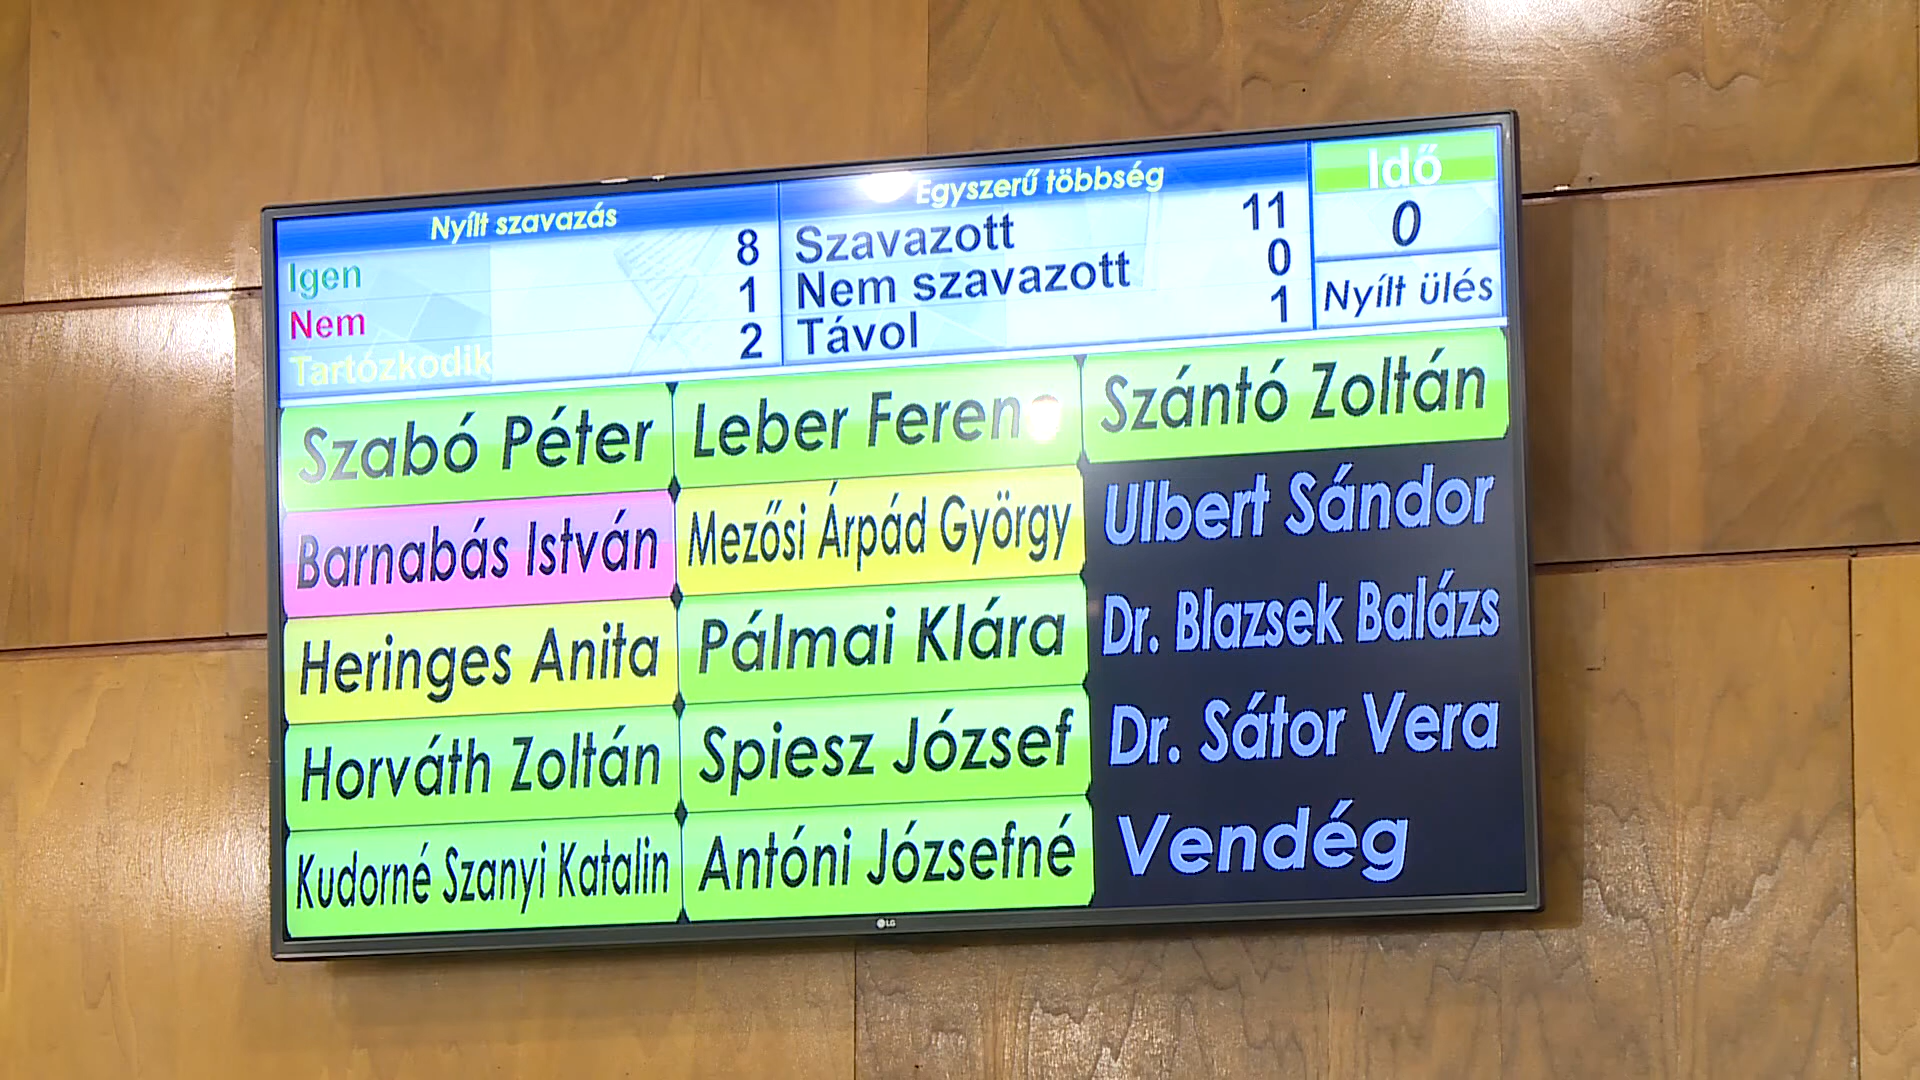 Nyílt szavazás
Igen 8
Nem 1
Tartózkodik 2
Egyszerű többség
Szavazott 11
Nem szavazott 0
Távol 1
Idő
0
Nyílt ülés
Szabó Péter
Barnabás István
Heringes Anita
Horváth Zoltán
Kudorné Szanyi Katalin
Leber Ferenc
Mezősi Árpád György
Pálmai Klára
Spiesz József
Antóni Józsefné
Szántó Zoltán
Ulbert Sándor
Dr. Blazsek Balázs
Dr. Sátor Vera
Vendég
LG